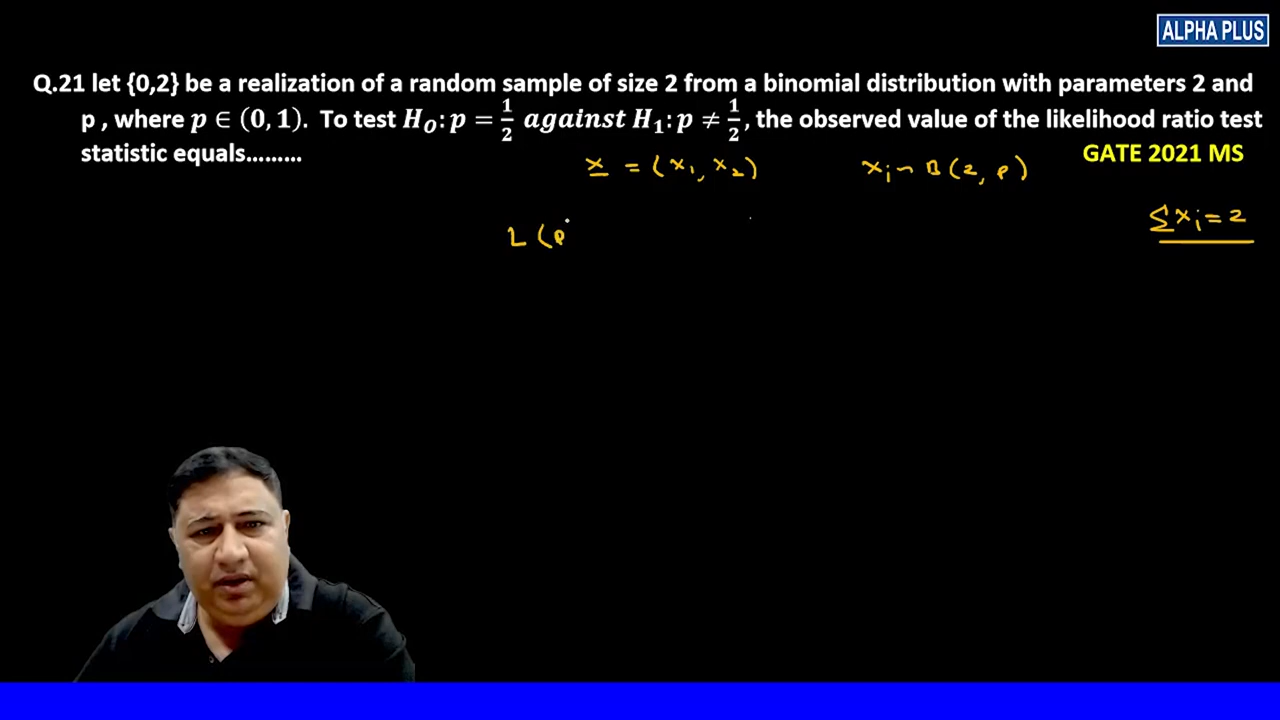 ALPHA PLUS
Q.21 let {0,2} be a realization of a random sample of size 2 from a binomial distribution with parameters 2 and
p , where p ∈ (0, 1). To test H_O: p = 1/2 against H_1: p ≠ 1/2, the observed value of the likelihood ratio test
statistic equals.........
GATE 2021 MS
x = (x₁, x₂) xᵢ ~ B(2, p)
Σxᵢ = 2
L(p